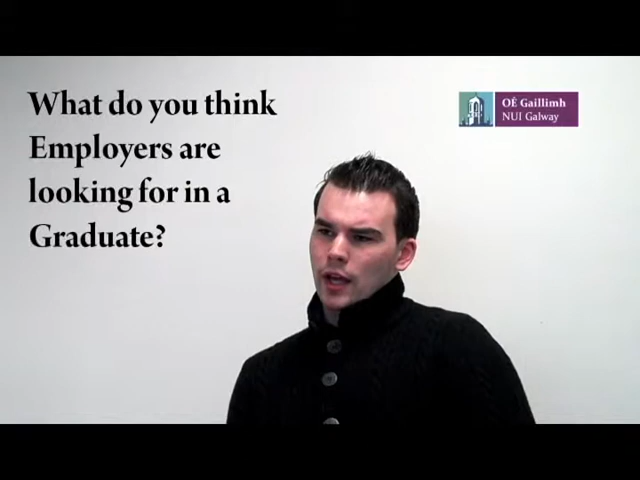 What do you think
Employers are
looking for in a
Graduate?
OÉ Gaillimh
NUI Galway